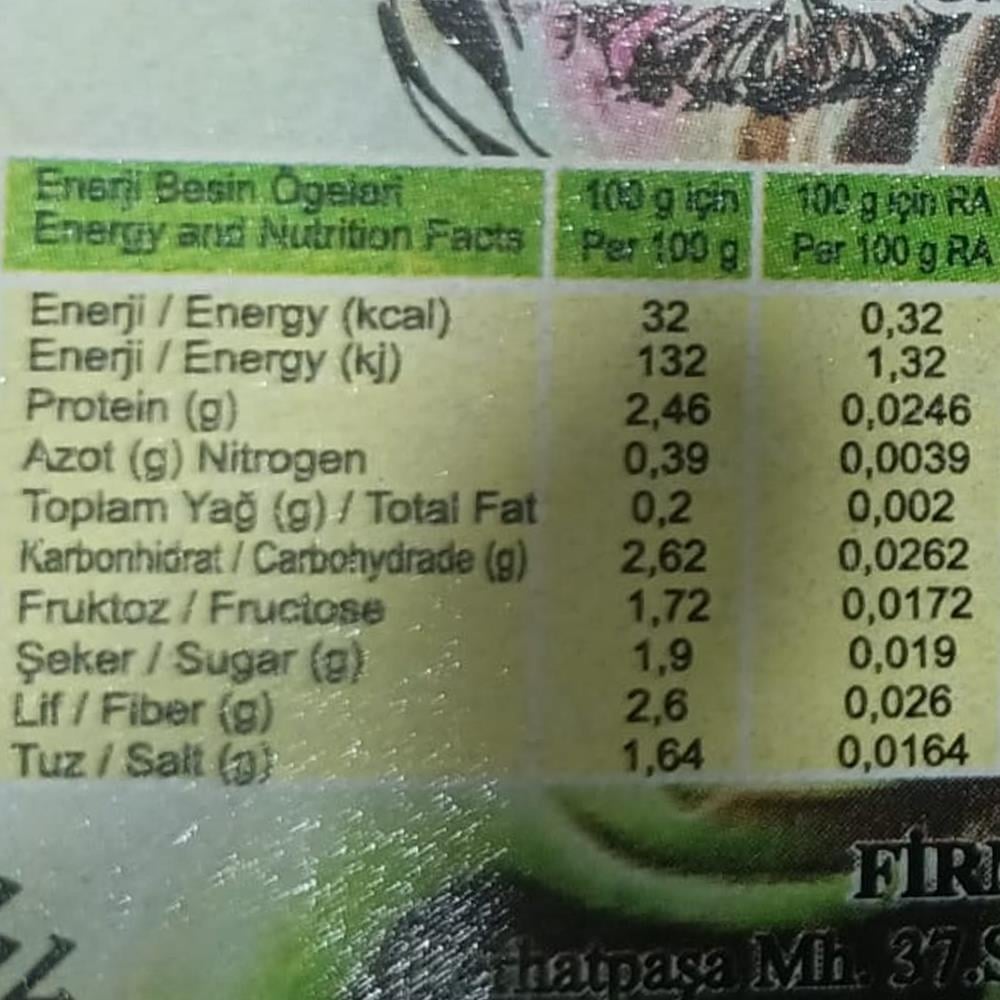 Enerji Besin Ögeleri 100 g için 100 g için RA
Energy and Nutrition Facts Per 100 g Per 100 g RA
Enerji / Energy (kcal) 32 0,32
Enerji / Energy (kj) 132 1,32
Protein (g) 2,46 0,0246
Azot (g) Nitrogen 0,39 0,0039
Toplam Yağ (g) / Total Fat 0,2 0,002
Karbonhidrat / Carbohydrade (g) 2,62 0,0262
Fruktoz / Fructose 1,72 0,0172
Şeker / Sugar (g) 1,9 0,019
Lif / Fiber (g) 2,6 0,026
Tuz / Salt (g) 1,64 0,0164
FİR
hatpaşa Mh. 37.S